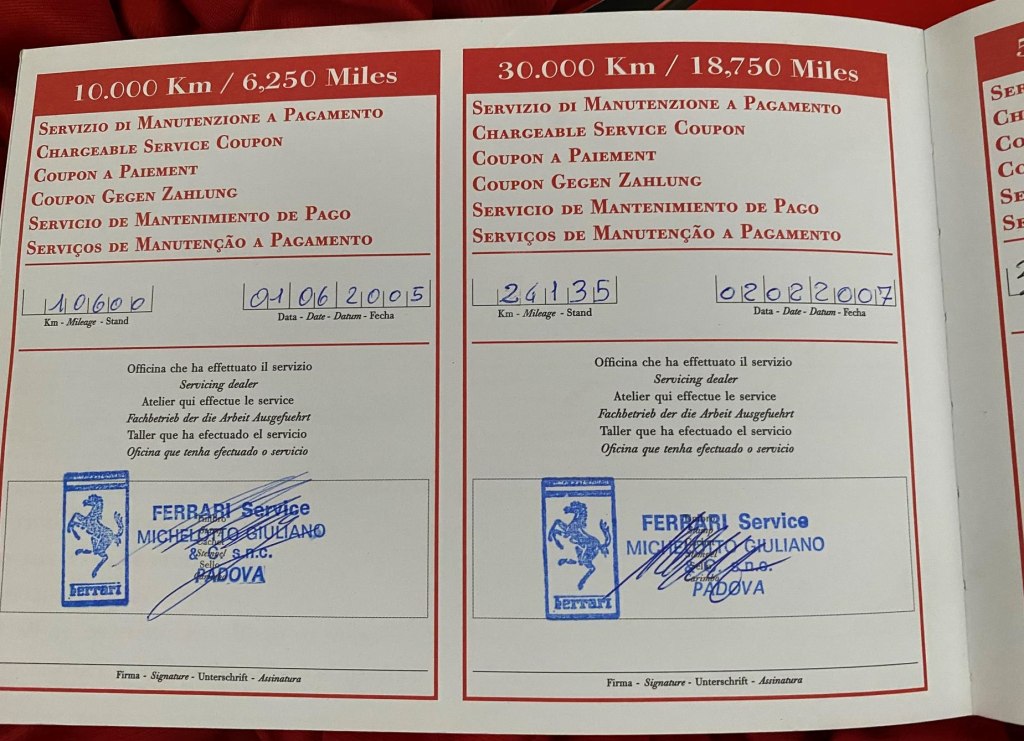 10.000 Km / 6,250 Miles
Servizio di Manutenzione a Pagamento
Chargeable Service Coupon
Coupon a Paiement
Coupon Gegen Zahlung
Servicio de Mantenimiento de Pago
Serviços de Manutenção a Pagamento
10600
Km - Mileage - Stand
01062005
Data - Date - Datum - Fecha
Officina che ha effettuato il servizio
Servicing dealer
Atelier qui effectue le service
Fachbetrieb der die Arbeit Ausgefuehrt
Taller que ha efectuado el servicio
Oficina que tenha efectuado o servicio
ferrari
FERRARI Service
MICHELOTTO GIULIANO
& C. s.n.c.
PADOVA
Firma - Signature - Unterschrift - Assinatura
30.000 Km / 18,750 Miles
Servizio di Manutenzione a Pagamento
Chargeable Service Coupon
Coupon a Paiement
Coupon Gegen Zahlung
Servicio de Mantenimiento de Pago
Serviços de Manutenção a Pagamento
24135
Km - Mileage - Stand
02022007
Data - Date - Datum - Fecha
Officina che ha effettuato il servizio
Servicing dealer
Atelier qui effectue le service
Fachbetrieb der die Arbeit Ausgefuehrt
Taller que ha efectuado el servicio
Oficina que tenha efectuado o servicio
ferrari
FERRARI Service
MICHELOTTO GIULIANO
& C. s.n.c.
PADOVA
Firma - Signature - Unterschrift - Assinatura